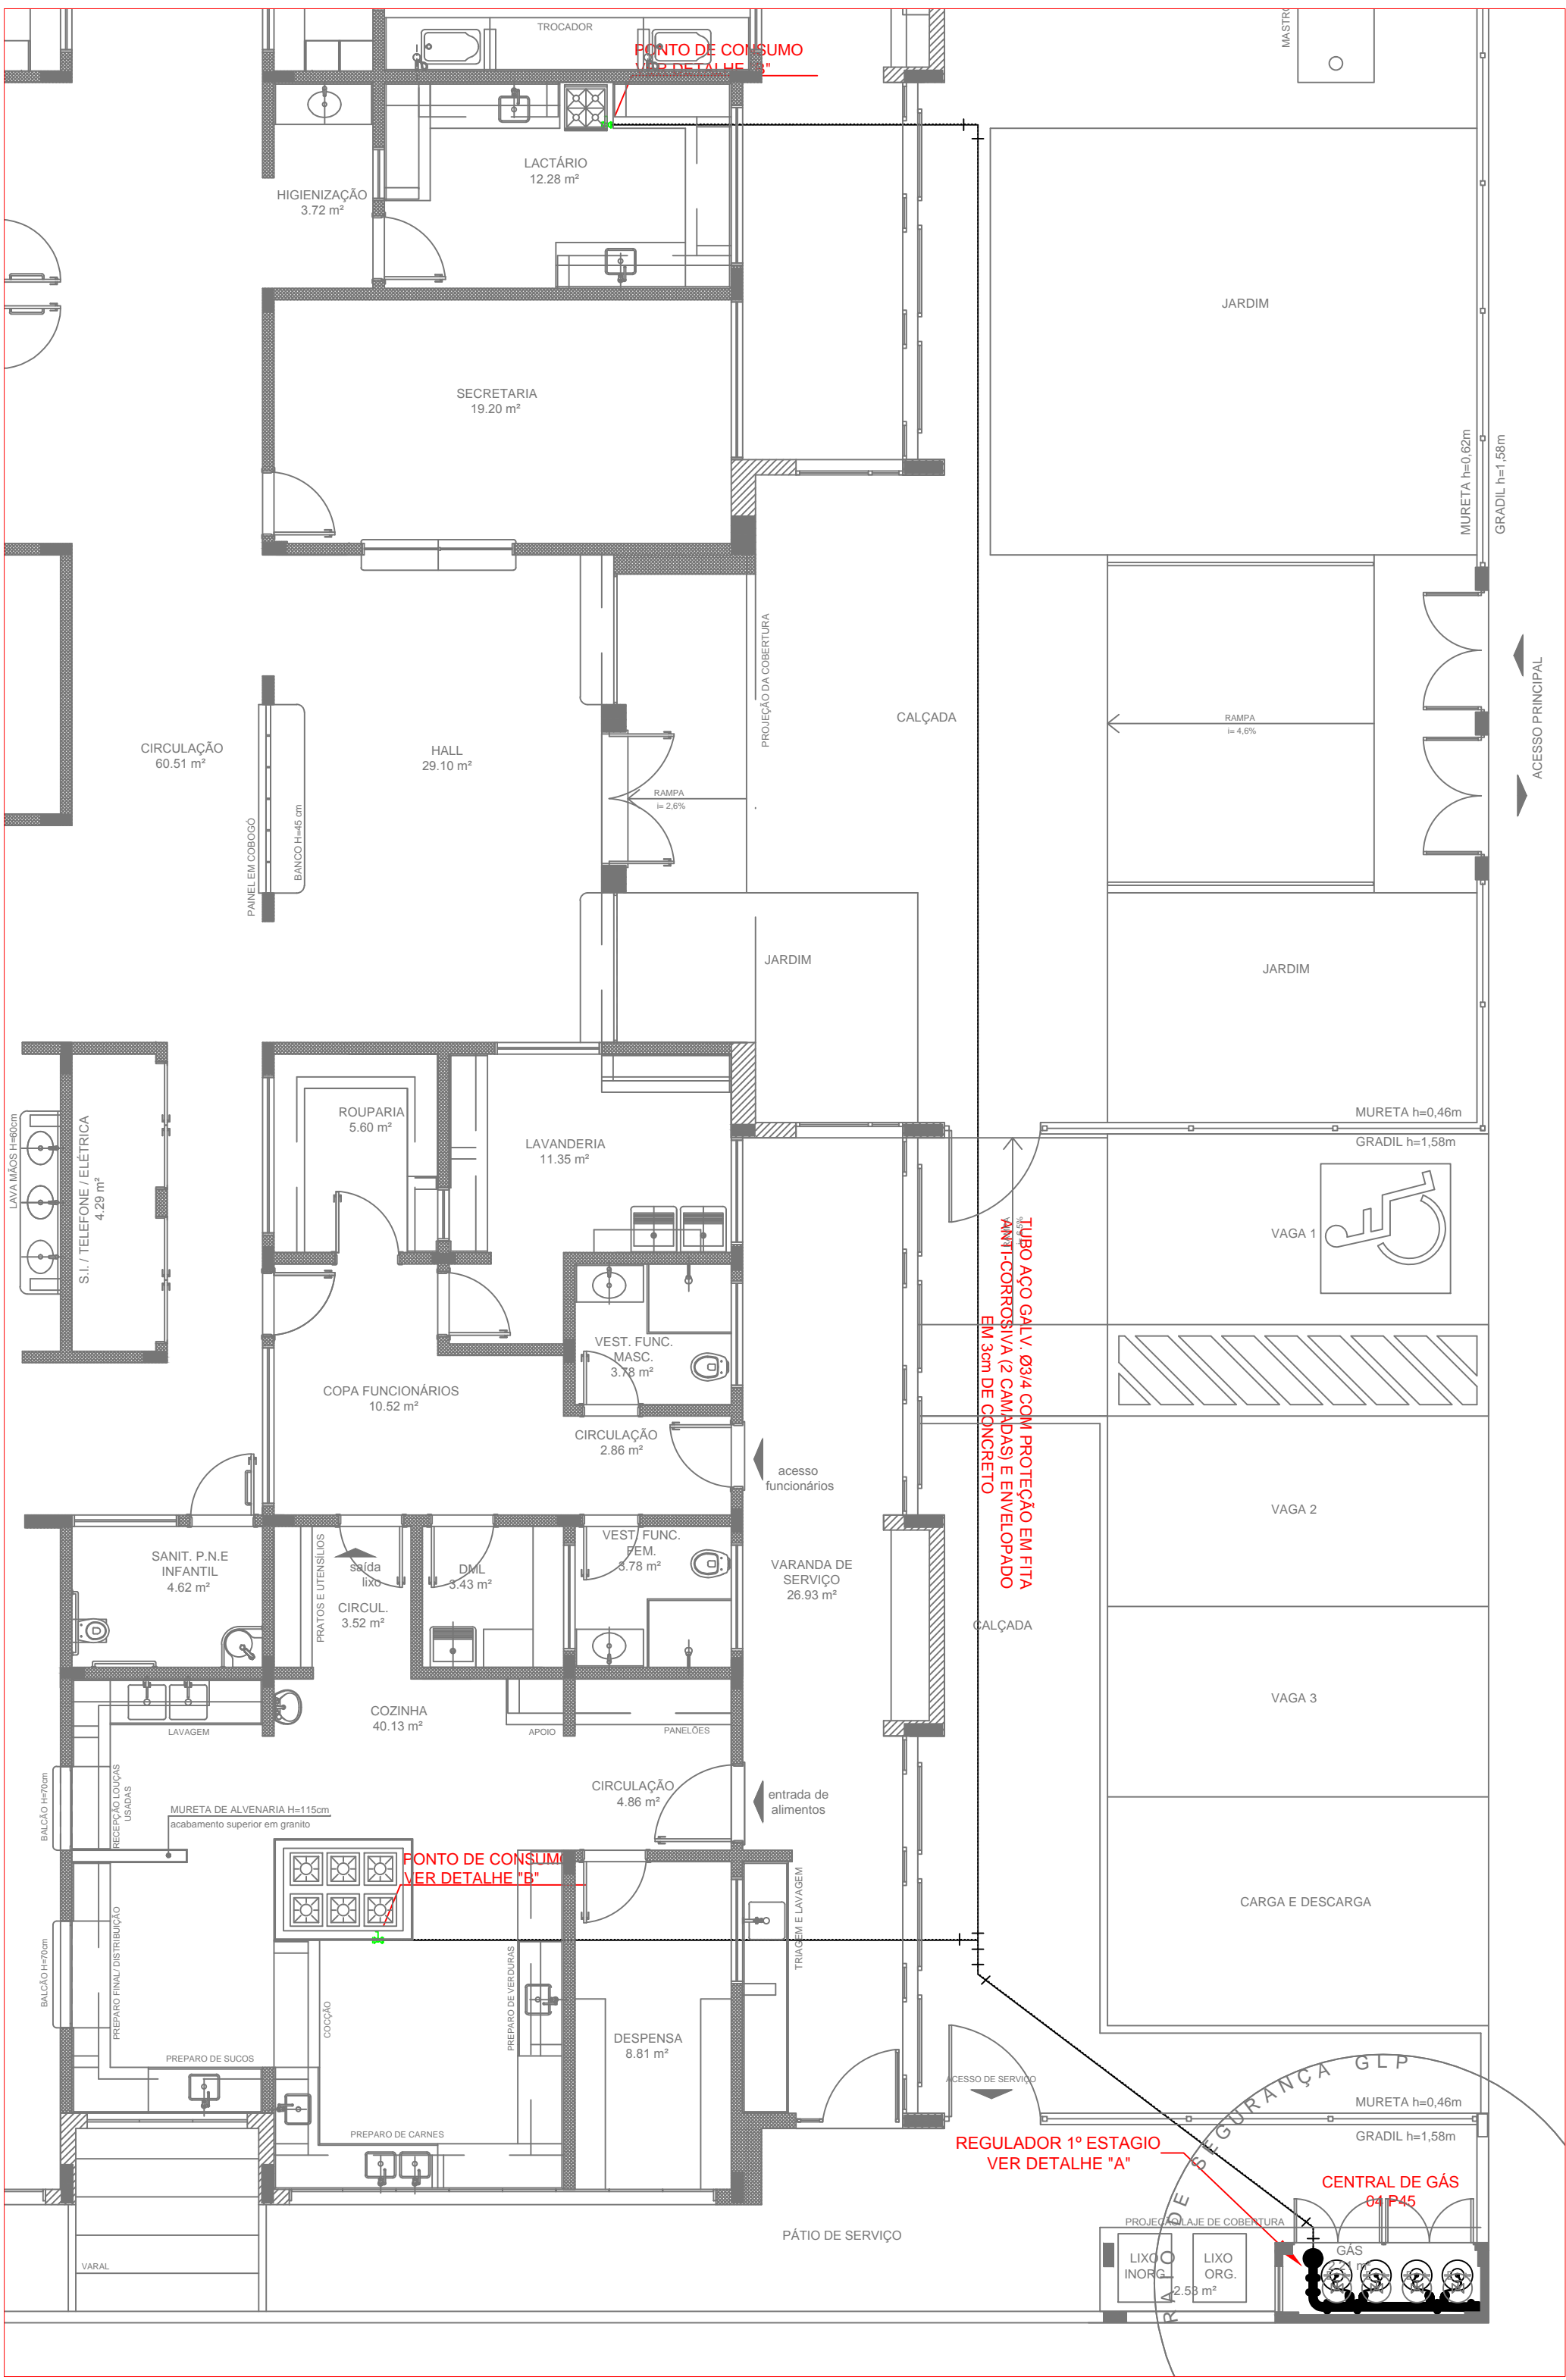 TROCADOR
PONTO DE CONSUMO
VER DETALHE "B"
MASTRO
LACTÁRIO
12.28 m²
HIGIENIZAÇÃO
3.72 m²
JARDIM
SECRETARIA
19.20 m²
MURETA h=0,62m
GRADIL h=1,58m
PROJEÇÃO DA COBERTURA
CALÇADA
RAMPA
i= 4,6%
ACESSO PRINCIPAL
CIRCULAÇÃO
60.51 m²
HALL
29.10 m²
RAMPA
i= 2,6%
PAINEL EM COBOGÓ
BANCO H=45 cm
JARDIM
JARDIM
LAVA MÃOS H=60cm
S.I. / TELEFONE / ELÉTRICA
4.29 m²
ROUPARIA
5.60 m²
LAVANDERIA
11.35 m²
MURETA h=0,46m
GRADIL h=1,58m
VAGA 1
TUBO AÇO GALV. Ø3/4 COM PROTEÇÃO EM FITA
ANTI-CORROSIVA (2 CAMADAS) E ENVELOPADO
EM 3cm DE CONCRETO
VEST. FUNC.
MASC.
3.78 m²
COPA FUNCIONÁRIOS
10.52 m²
CIRCULAÇÃO
2.86 m²
acesso
funcionários
VAGA 2
SANIT. P.N.E
INFANTIL
4.62 m²
PRATOS E UTENSÍLIOS
saída
lixo
CIRCUL.
3.52 m²
DML
3.43 m²
VEST. FUNC.
FEM.
3.78 m²
VARANDA DE
SERVIÇO
26.93 m²
CALÇADA
VAGA 3
COZINHA
40.13 m²
LAVAGEM
APOIO
PANELÕES
CIRCULAÇÃO
4.86 m²
entrada de
alimentos
BALCÃO H=70cm
RECEPÇÃO LOUÇAS
USADAS
MURETA DE ALVENARIA H=115cm
acabamento superior em granito
PONTO DE CONSUMO
VER DETALHE "B"
TRIAGEM E LAVAGEM
CARGA E DESCARGA
BALCÃO H=70cm
PREPARO FINAL/ DISTRIBUIÇÃO
COCÇÃO
PREPARO DE VERDURAS
DESPENSA
8.81 m²
PREPARO DE SUCOS
PREPARO DE CARNES
ACESSO DE SERVIÇO
RAIO DE SEGURANÇA GLP
MURETA h=0,46m
GRADIL h=1,58m
REGULADOR 1º ESTAGIO
VER DETALHE "A"
CENTRAL DE GÁS
04 P45
PROJEÇÃO/LAJE DE COBERTURA
PÁTIO DE SERVIÇO
VARAL
LIXO
INORG.
LIXO
ORG.
2.53 m²
GÁS